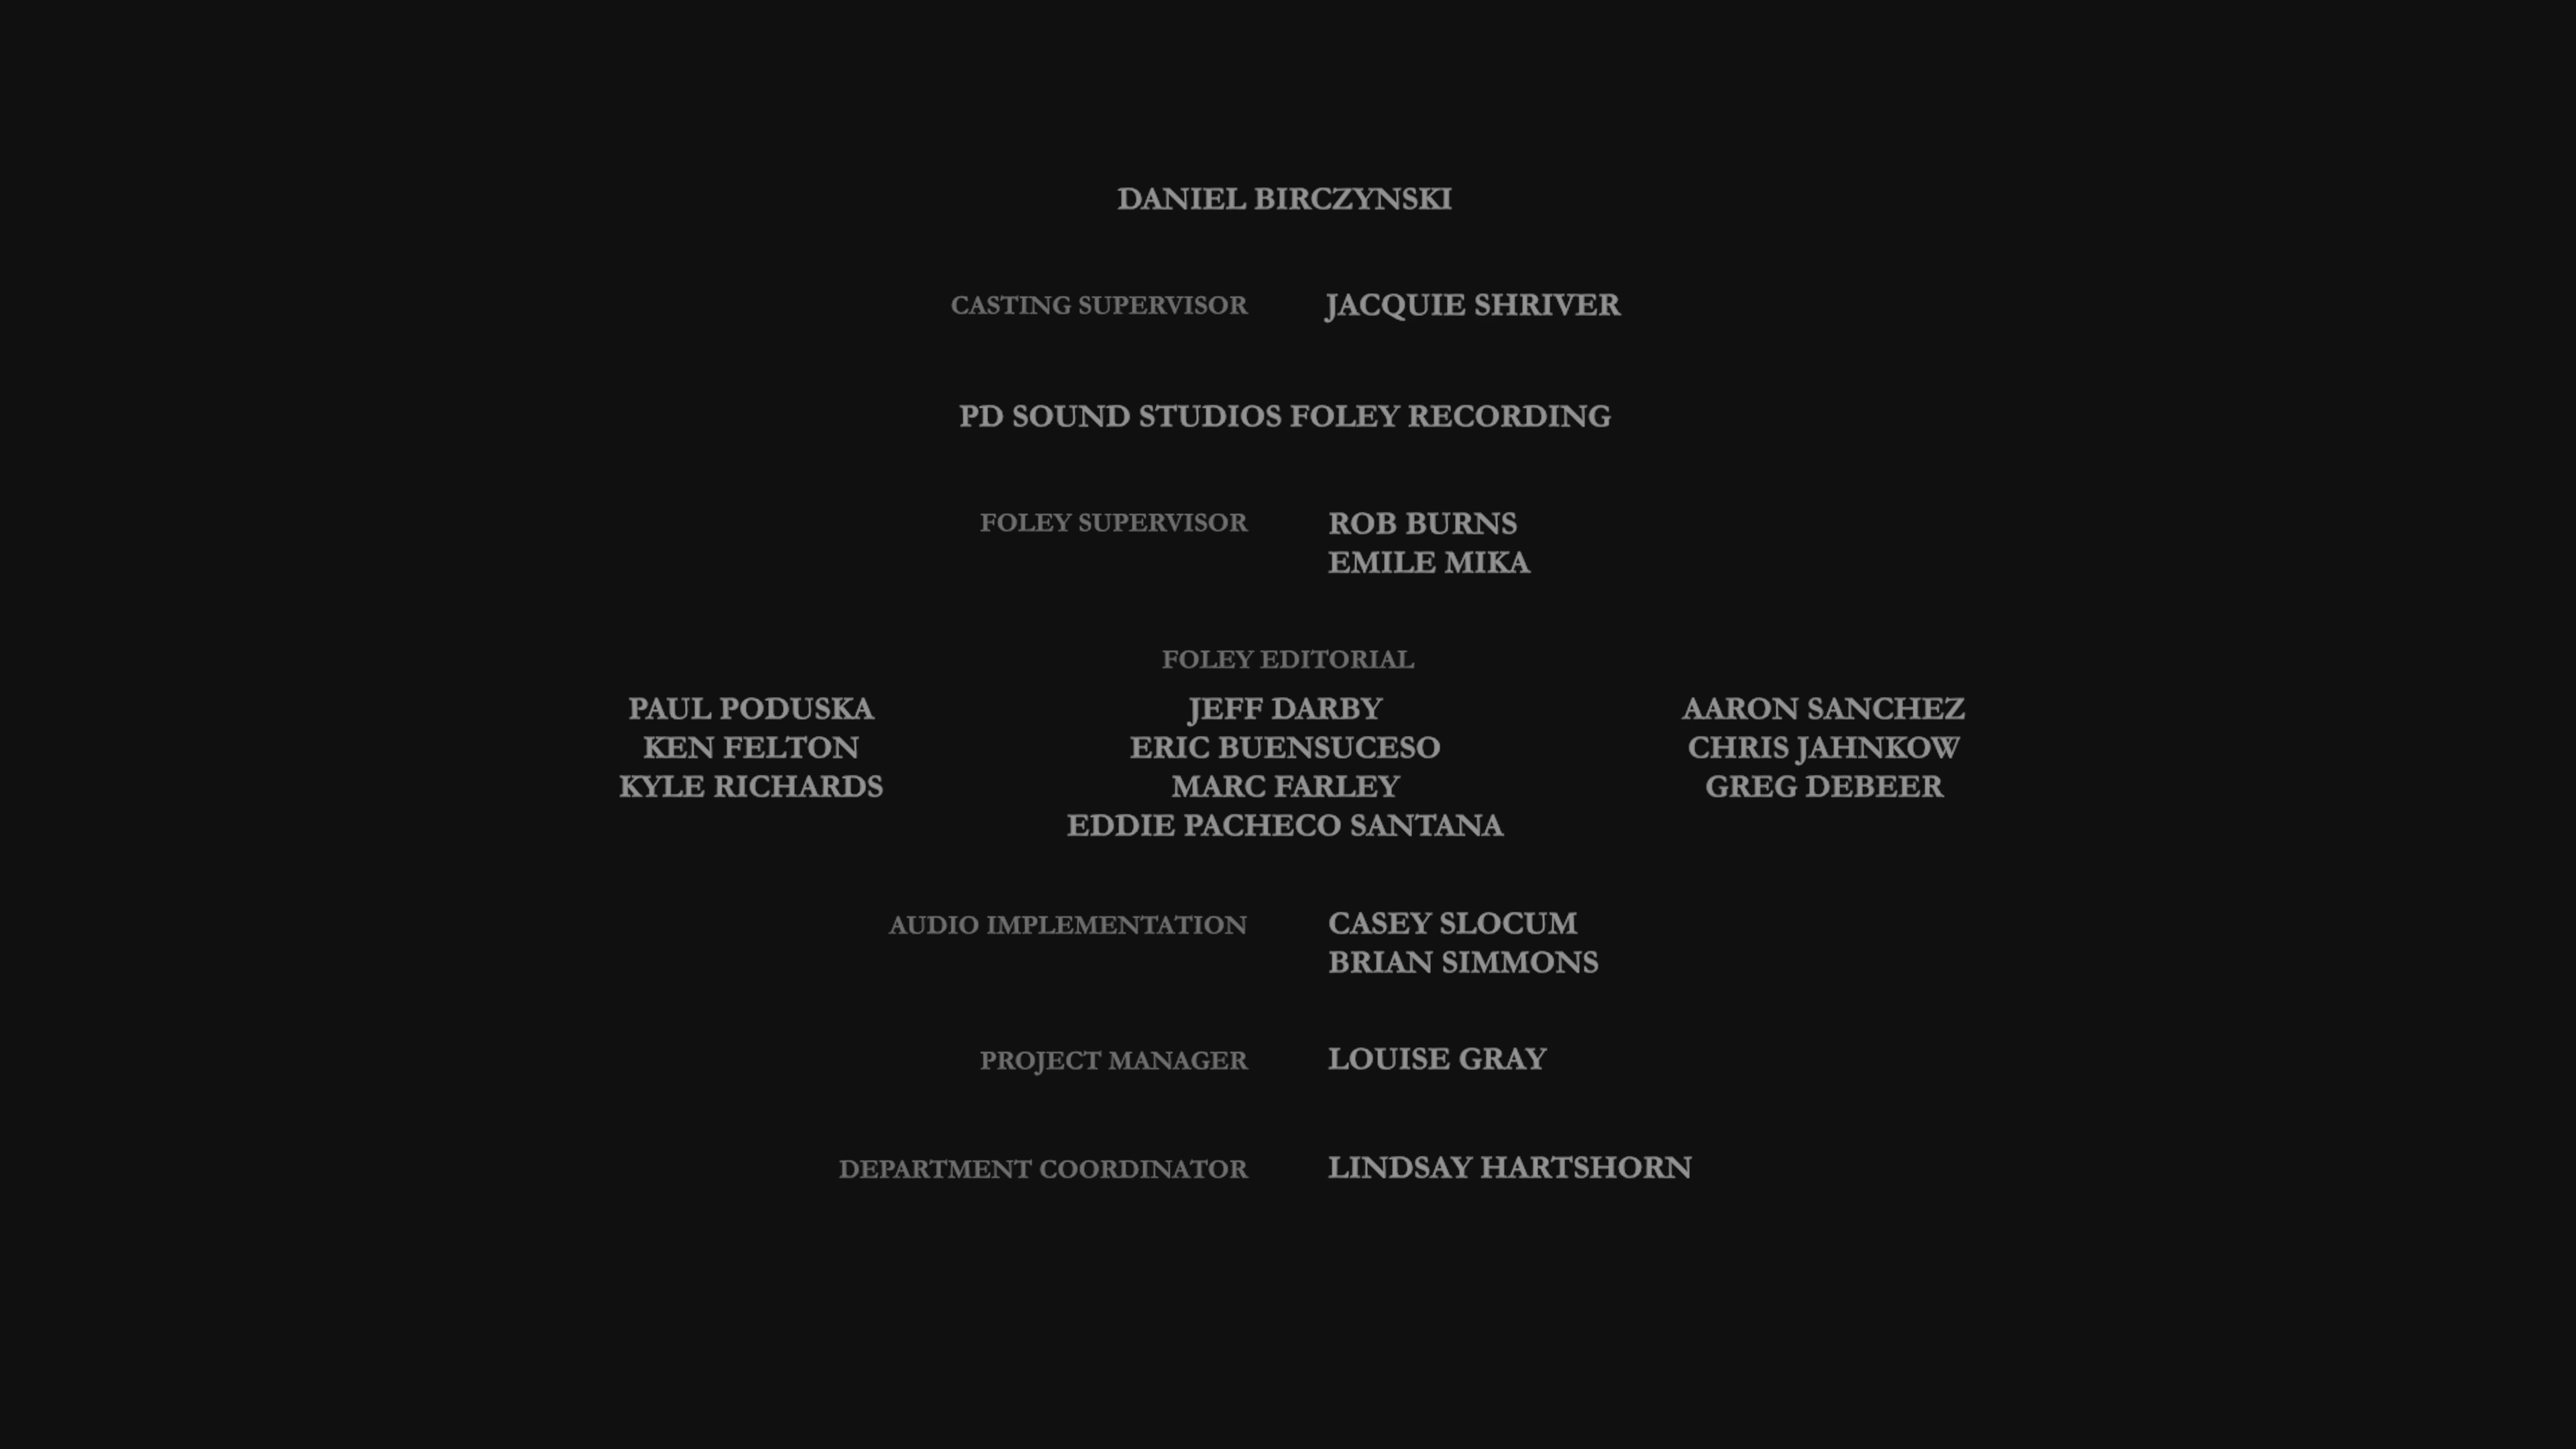 DANIEL BIRCZYNSKI
CASTING SUPERVISOR JACQUIE SHRIVER
PD SOUND STUDIOS FOLEY RECORDING
FOLEY SUPERVISOR ROB BURNS
EMILE MIKA
FOLEY EDITORIAL
PAUL PODUSKA JEFF DARBY AARON SANCHEZ
KEN FELTON ERIC BUENSUCESO CHRIS JAHNKOW
KYLE RICHARDS MARC FARLEY GREG DEBEER
EDDIE PACHECO SANTANA
AUDIO IMPLEMENTATION CASEY SLOCUM
BRIAN SIMMONS
PROJECT MANAGER LOUISE GRAY
DEPARTMENT COORDINATOR LINDSAY HARTSHORN